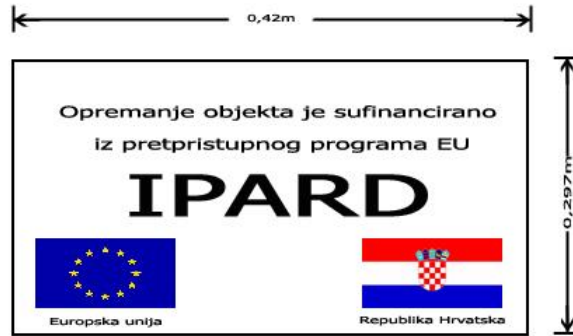 0,42m
Opremanje objekta je sufinancirano
iz pretpristupnog programa EU
IPARD
0,297m
Europska unija
Republika Hrvatska